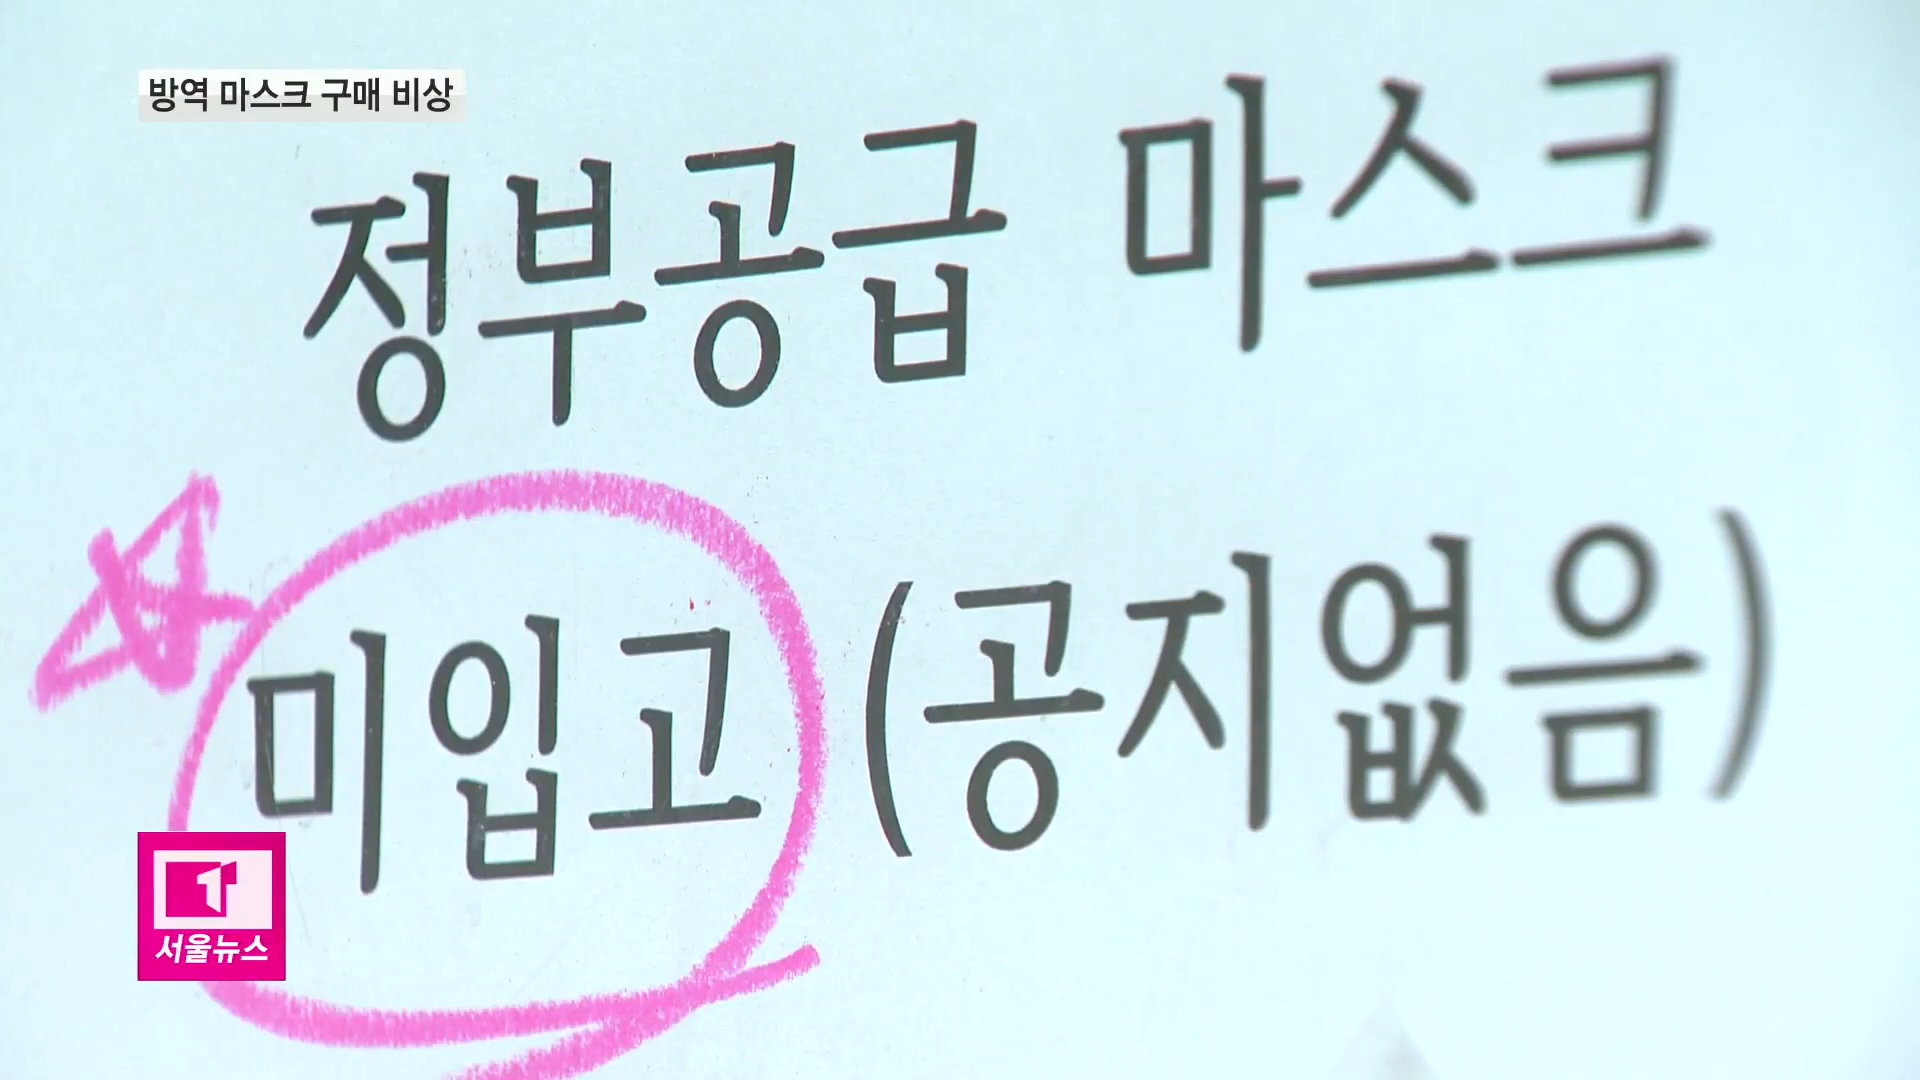 방역 마스크 구매 비상
정부공급 마스크
미입고 (공지없음)
서울뉴스